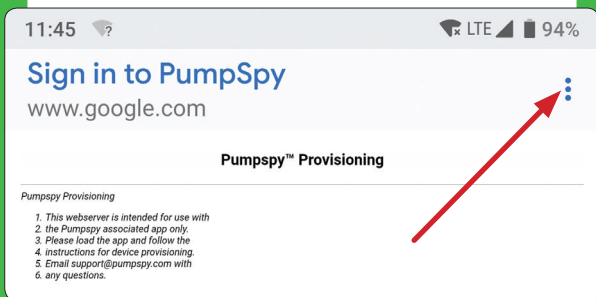 11:45 ? LTE 94%
Sign in to PumpSpy
www.google.com
Pumpspy™ Provisioning
Pumpspy Provisioning
1. This webserver is intended for use with
2. the Pumpspy associated app only.
3. Please load the app and follow the
4. instructions for device provisioning.
5. Email support@pumpspy.com with
6. any questions.